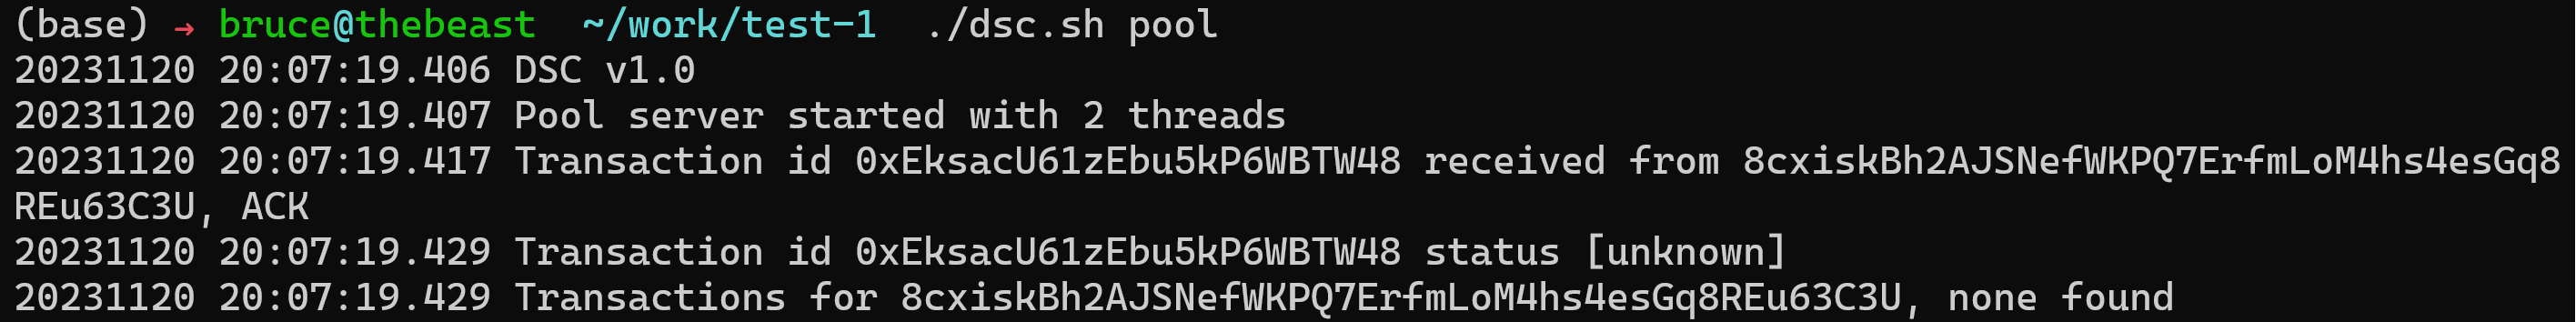 (base) → bruce@thebeast  ~/work/test-1  ./dsc.sh pool
20231120 20:07:19.406 DSC v1.0
20231120 20:07:19.407 Pool server started with 2 threads
20231120 20:07:19.417 Transaction id 0xEksacU61zEbu5kP6WBTW48 received from 8cxiskBh2AJSNefWKPQ7ErfmLoM4hs4esGq8
REu63C3U, ACK
20231120 20:07:19.429 Transaction id 0xEksacU61zEbu5kP6WBTW48 status [unknown]
20231120 20:07:19.429 Transactions for 8cxiskBh2AJSNefWKPQ7ErfmLoM4hs4esGq8REu63C3U, none found